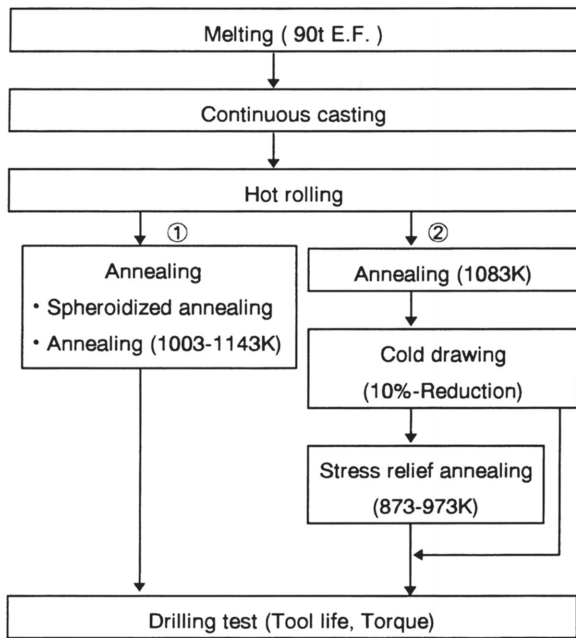 Melting ( 90t E.F. )
Continuous casting
Hot rolling
①
Annealing
・Spheroidized annealing
・Annealing (1003-1143K)
②
Annealing (1083K)
Cold drawing
(10%-Reduction)
Stress relief annealing
(873-973K)
Drilling test (Tool life, Torque)